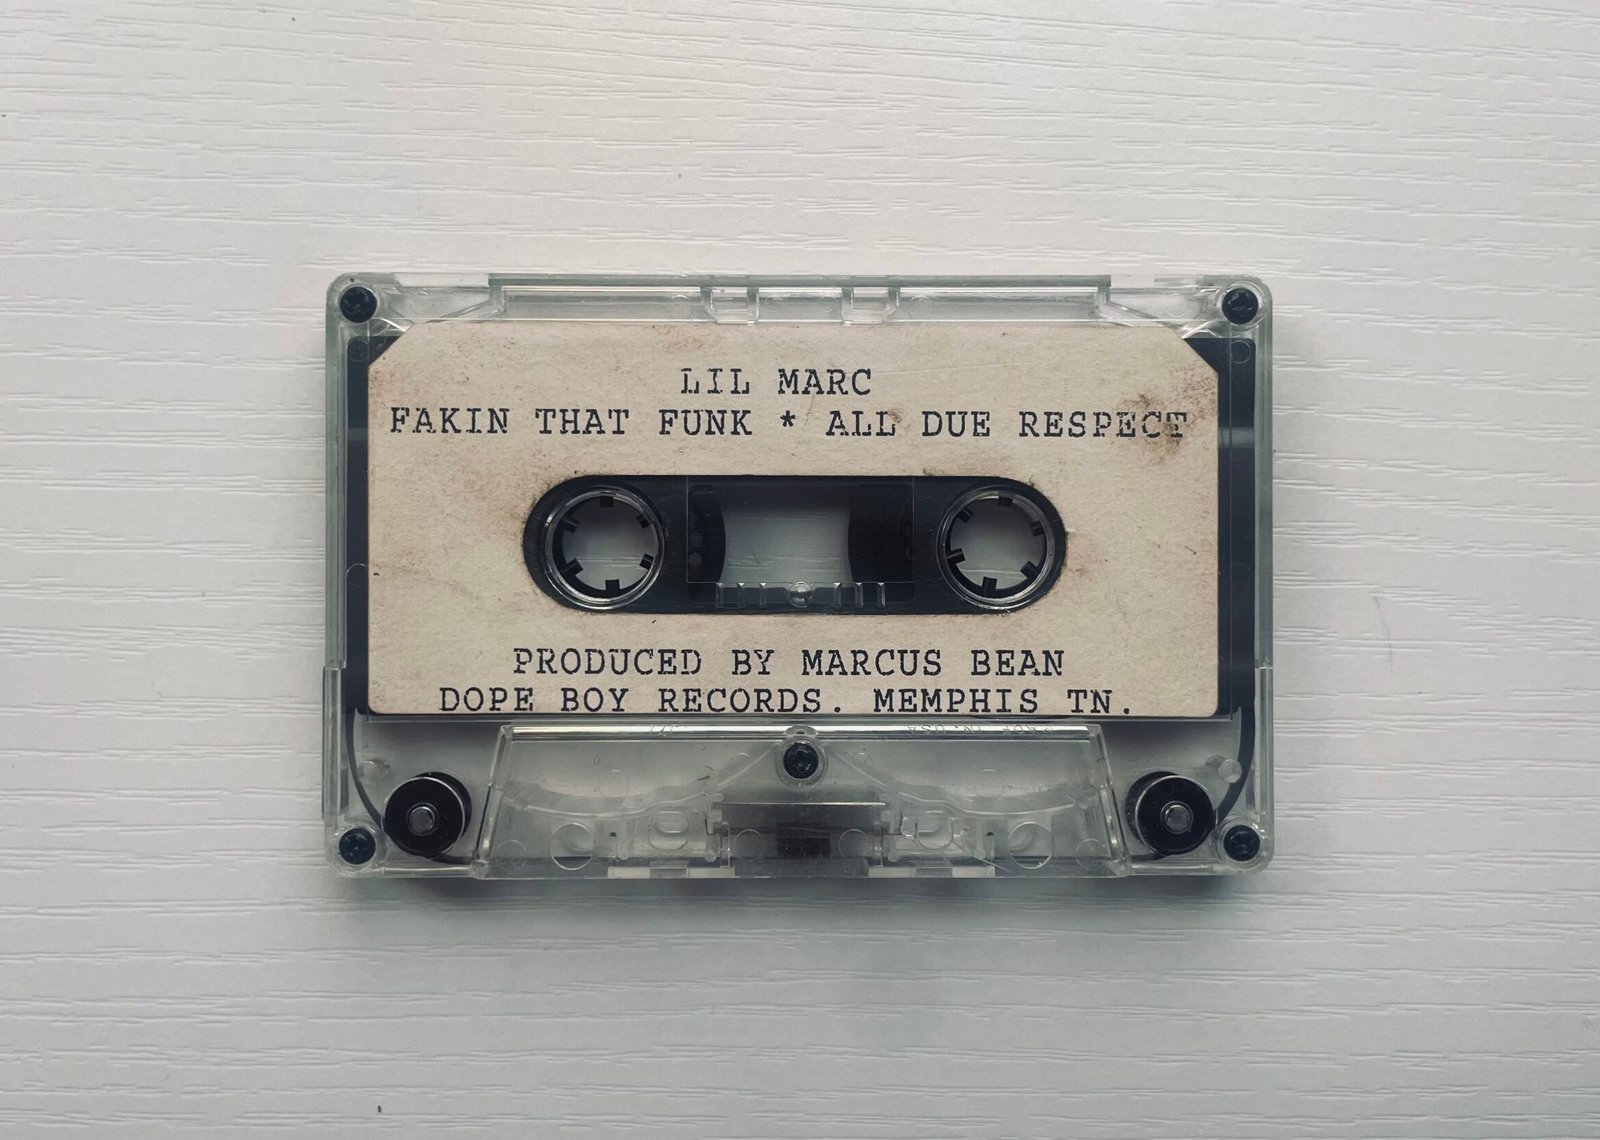 LIL MARC
FAKIN THAT FUNK * ALL DUE RESPECT
PRODUCED BY MARCUS BEAN
DOPE BOY RECORDS. MEMPHIS TN.